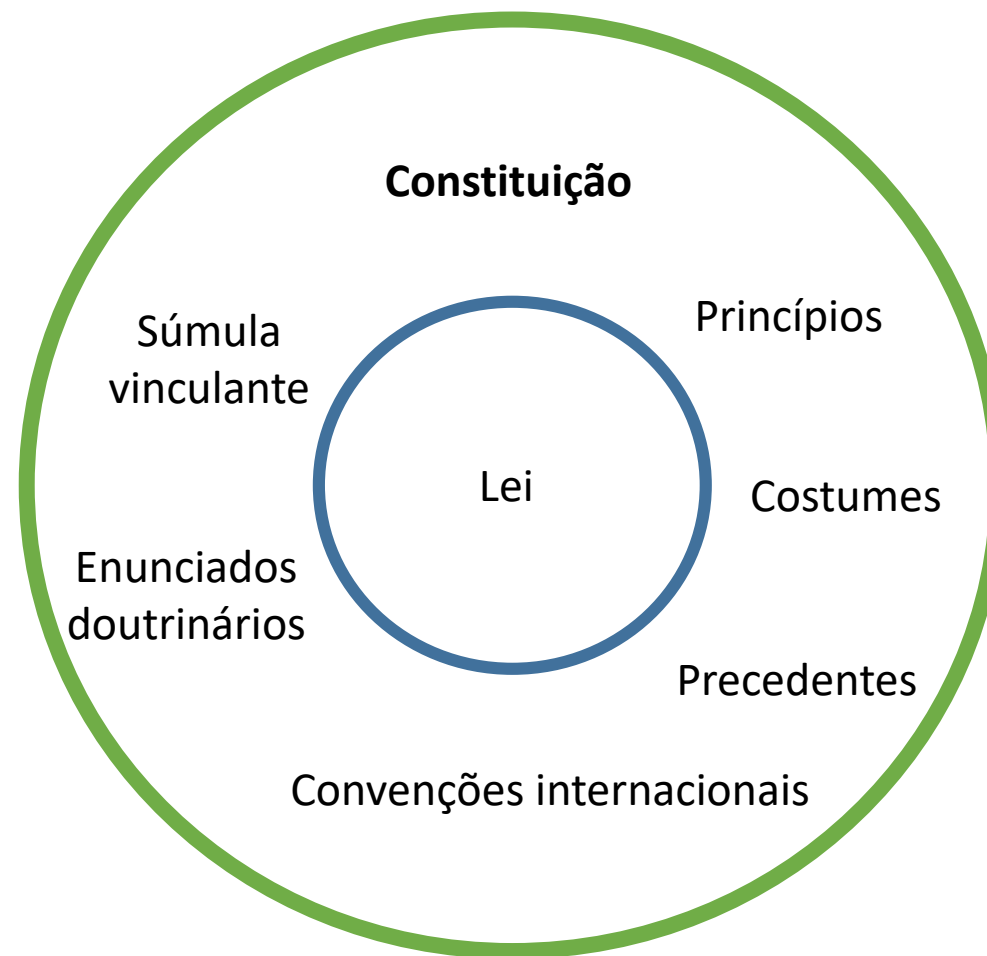 Constituição
Súmula
vinculante
Princípios
Lei
Costumes
Enunciados
doutrinários
Precedentes
Convenções internacionais